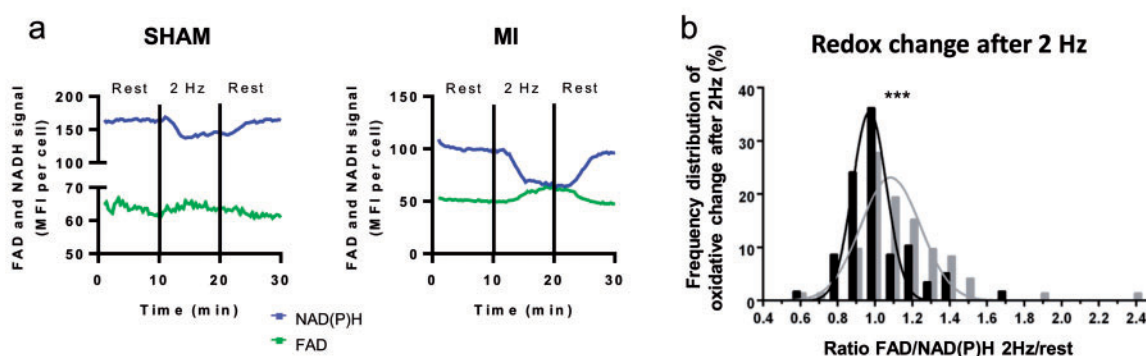 a
SHAM
MI
FAD and NADH signal
(MFI per cell)
Rest 2 Hz Rest
200
150
100
70
60
50
0 10 20 30
Time (min)
Rest 2 Hz Rest
150
100
50
0
0 10 20 30
Time (min)
NAD(P)H
FAD
b
Redox change after 2 Hz
Frequency distribution of
oxidative change after 2Hz (%)
40
30
20
10
0
***
0.4 0.6 0.8 1.0 1.2 1.4 1.6 1.8 2.0 2.2 2.4
Ratio FAD/NAD(P)H 2Hz/rest